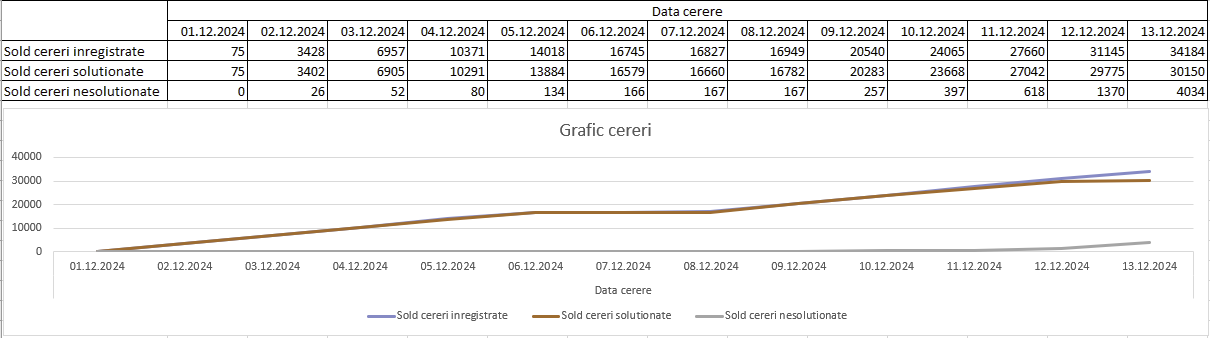 Data cerere
01.12.2024 02.12.2024 03.12.2024 04.12.2024 05.12.2024 06.12.2024 07.12.2024 08.12.2024 09.12.2024 10.12.2024 11.12.2024 12.12.2024 13.12.2024
Sold cereri inregistrate 75 3428 6957 10371 14018 16745 16827 16949 20540 24065 27660 31145 34184
Sold cereri solutionate 75 3402 6905 10291 13884 16579 16660 16782 20283 23668 27042 29775 30150
Sold cereri nesolutionate 0 26 52 80 134 166 167 167 257 397 618 1370 4034
Grafic cereri
40000
30000
20000
10000
0
01.12.2024 02.12.2024 03.12.2024 04.12.2024 05.12.2024 06.12.2024 07.12.2024 08.12.2024 09.12.2024 10.12.2024 11.12.2024 12.12.2024 13.12.2024
Data cerere
Sold cereri inregistrate Sold cereri solutionate Sold cereri nesolutionate